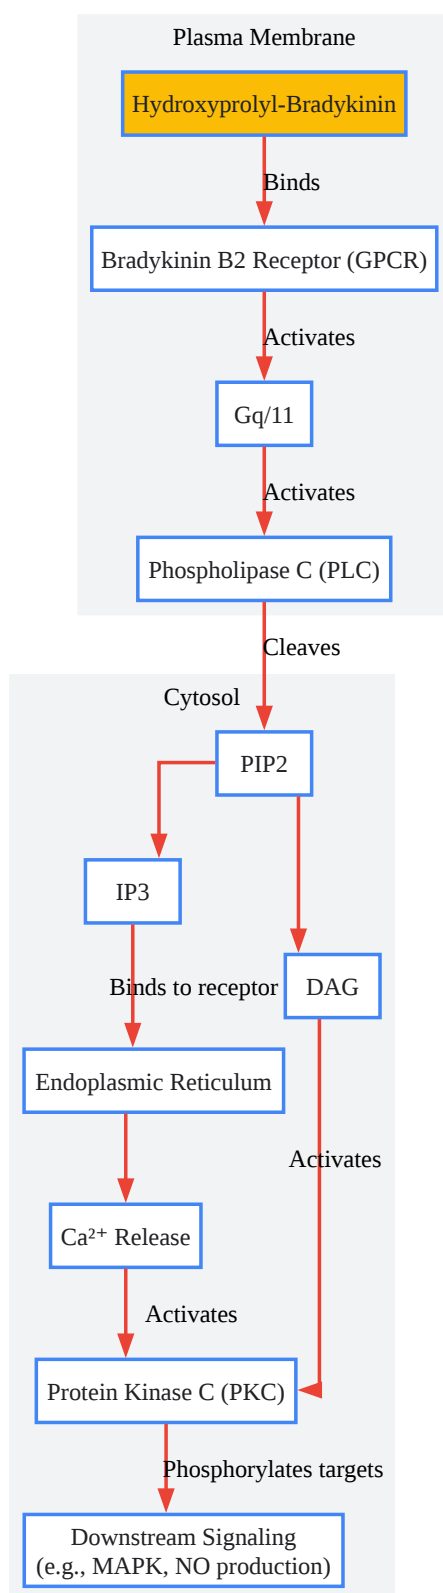 Plasma Membrane
Hydroxyprolyl-Bradykinin
Binds
Bradykinin B2 Receptor (GPCR)
Activates
Gq/11
Activates
Phospholipase C (PLC)
Cleaves
Cytosol
PIP2
IP3
Binds to receptor
DAG
Endoplasmic Reticulum
Activates
Ca²⁺ Release
Activates
Protein Kinase C (PKC)
Phosphorylates targets
Downstream Signaling
(e.g., MAPK, NO production)